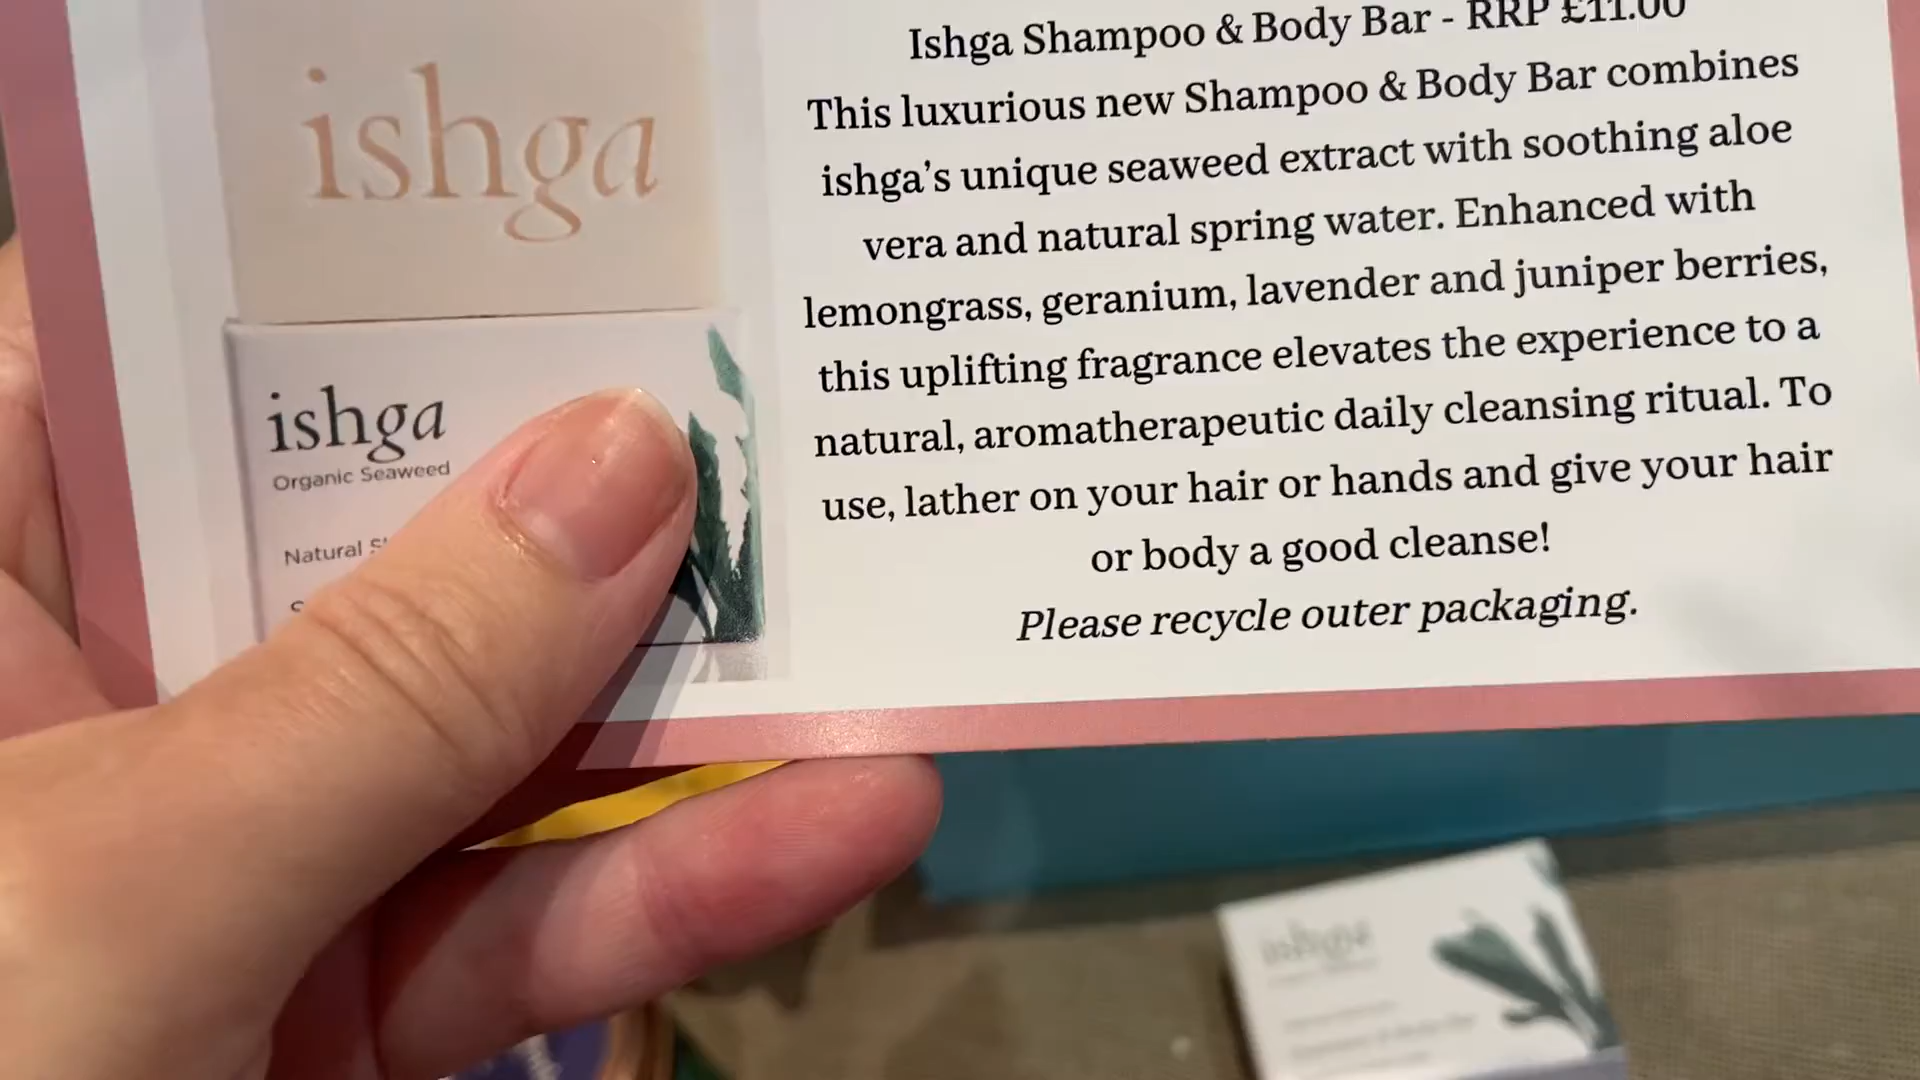 ishga
ishga
Organic Seaweed
Natural
Ishga Shampoo & Body Bar - RRP £11.00
This luxurious new Shampoo & Body Bar combines
ishga's unique seaweed extract with soothing aloe
vera and natural spring water. Enhanced with
lemongrass, geranium, lavender and juniper berries,
this uplifting fragrance elevates the experience to a
natural, aromatherapeutic daily cleansing ritual. To
use, lather on your hair or hands and give your hair
or body a good cleanse!
Please recycle outer packaging.
ishga